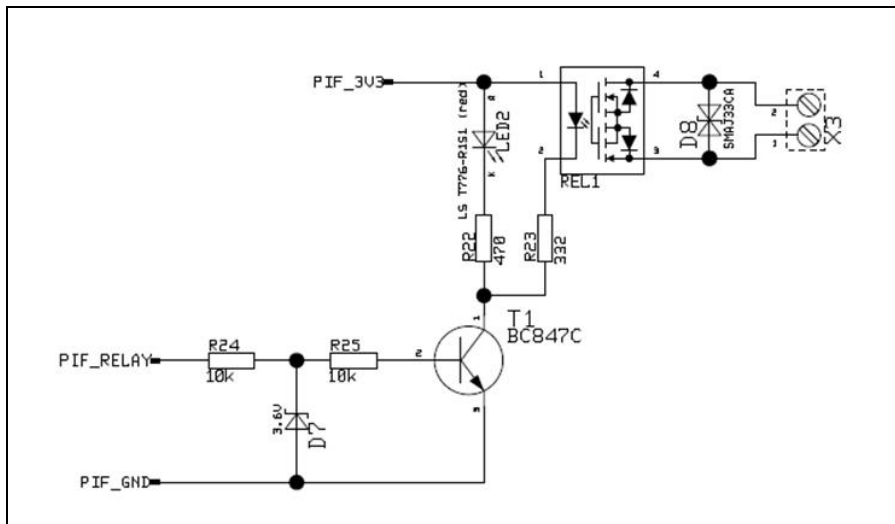 PIF_3V3
1
4
LS T776-R1S1 (red)
A
LED2
K
2
3
REL1
D8
SMAJ33CA
2
1
X3
R22
470
R23
332
1
T1
BC847C
R24
R25
PIF_RELAY
2
10k
10k
3
3.6V
D7
PIF_GND